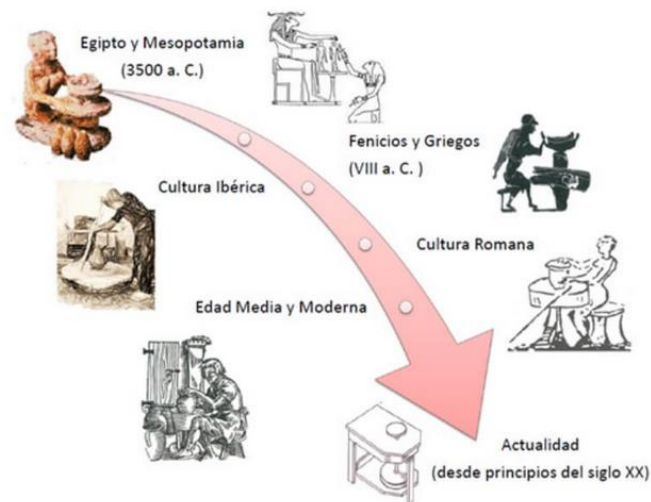 Egipto y Mesopotamia
(3500 a. C.)
Fenicios y Griegos
(VIII a. C. )
Cultura Ibérica
Cultura Romana
Edad Media y Moderna
Actualidad
(desde principios del siglo XX)